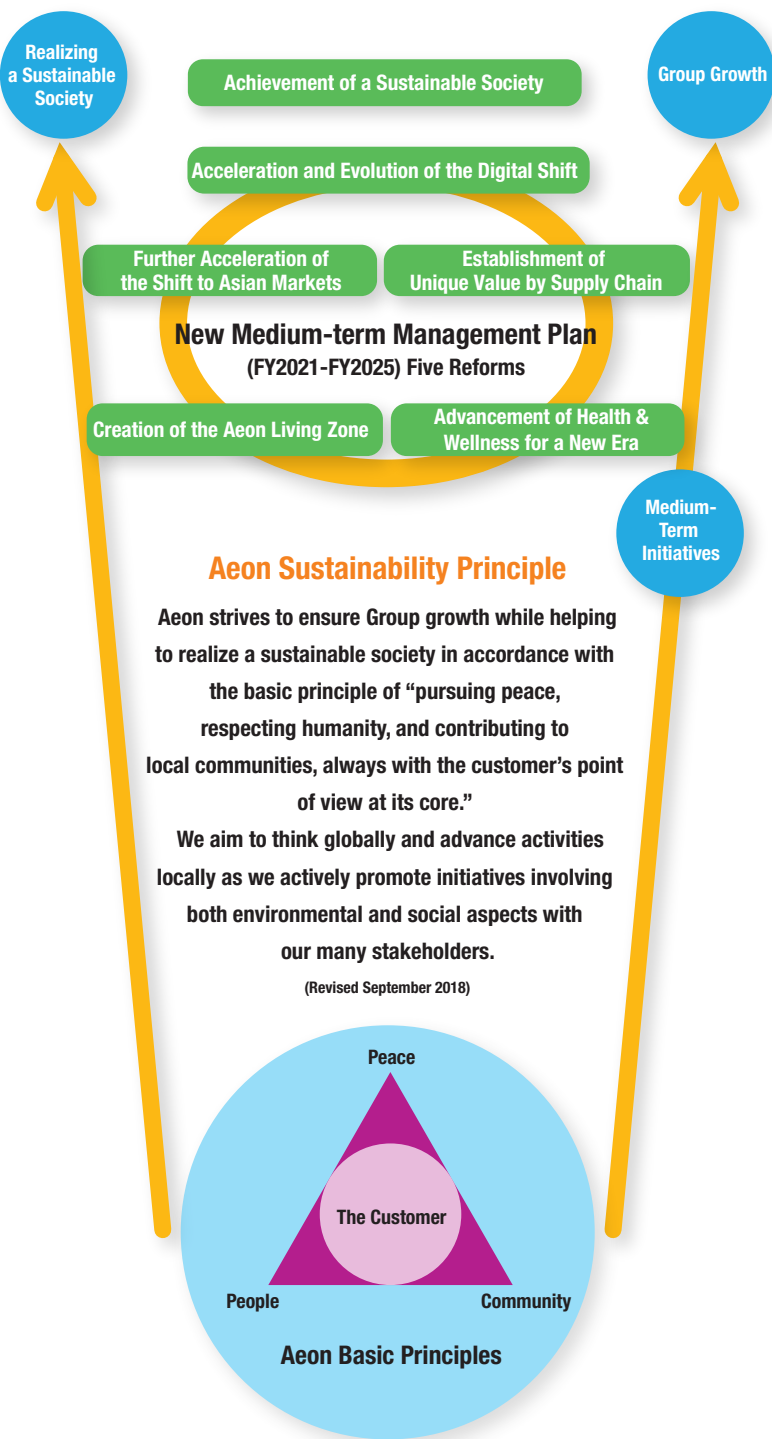 Realizing
a Sustainable
Society
Group Growth
Achievement of a Sustainable Society
Acceleration and Evolution of the Digital Shift
Further Acceleration of
the Shift to Asian Markets
Establishment of
Unique Value by Supply Chain
New Medium-term Management Plan
(FY2021-FY2025) Five Reforms
Creation of the Aeon Living Zone
Advancement of Health &
Wellness for a New Era
Medium-
Term
Initiatives
Aeon Sustainability Principle
Aeon strives to ensure Group growth while helping
to realize a sustainable society in accordance with
the basic principle of “pursuing peace,
respecting humanity, and contributing to
local communities, always with the customer’s point
of view at its core.”
We aim to think globally and advance activities
locally as we actively promote initiatives involving
both environmental and social aspects with
our many stakeholders.
(Revised September 2018)
Peace
The Customer
People
Community
Aeon Basic Principles